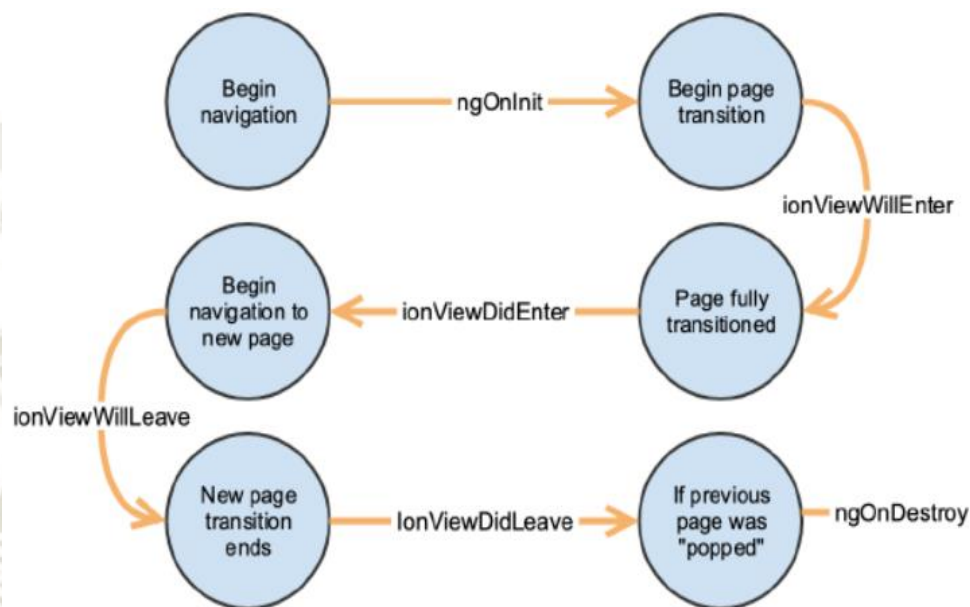 Begin
navigation
ngOnInit
Begin page
transition
ionViewWillEnter
Page fully
transitioned
ionViewDidEnter
Begin
navigation to
new page
ionViewWillLeave
New page
transition
ends
IonViewDidLeave
If previous
page was
"popped"
ngOnDestroy